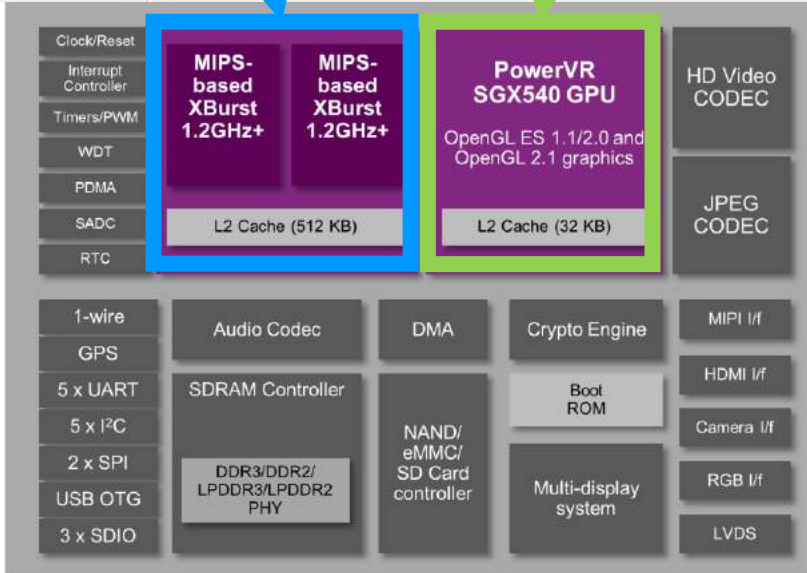 Clock/Reset
Interrupt
Controller
Timers/PWM
WDT
PDMA
SADC
RTC
MIPS-
based
XBurst
1.2GHz+
MIPS-
based
XBurst
1.2GHz+
L2 Cache (512 KB)
PowerVR
SGX540 GPU
OpenGL ES 1.1/2.0 and
OpenGL 2.1 graphics
L2 Cache (32 KB)
HD Video
CODEC
JPEG
CODEC
1-wire
GPS
5 x UART
5 x I²C
2 x SPI
USB OTG
3 x SDIO
Audio Codec
SDRAM Controller
DDR3/DDR2/
LPDDR3/LPDDR2
PHY
DMA
NAND/
eMMC/
SD Card
controller
Crypto Engine
Boot
ROM
Multi-display
system
MIPI I/f
HDMI I/f
Camera I/f
RGB I/f
LVDS